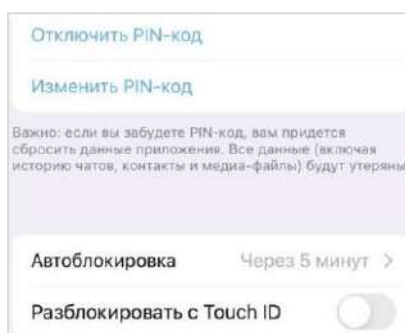 Отключить PIN-код
Изменить PIN-код
Важно: если вы забудете PIN-код, вам придется
сбросить данные приложения. Все данные (включая
историю чатов, контакты и медиа-файлы) будут утеряны
Автоблокировка Через 5 минут >
Разблокировать с Touch ID